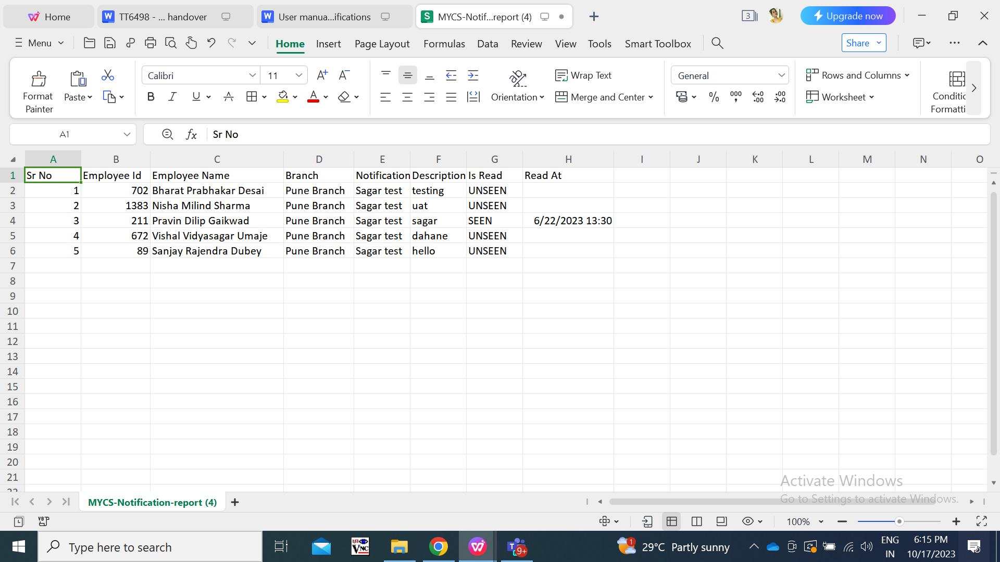 Home
TT6498 - ... handover
User manua...ifications
MYCS-Notif...report (4)
3
Upgrade now
Menu
Home Insert Page Layout Formulas Data Review View Tools Smart Toolbox
Share
Format Painter
Paste
Calibri
11
Wrap Text
Orientation
Merge and Center
General
Rows and Columns
Worksheet
Conditic
Formatti
A1
Sr No
A B C D E F G H I J K L M N O
1 Sr No Employee Id Employee Name Branch Notification Description Is Read Read At
2 1 702 Bharat Prabhakar Desai Pune Branch Sagar test testing UNSEEN
3 2 1383 Nisha Milind Sharma Pune Branch Sagar test uat UNSEEN
4 3 211 Pravin Dilip Gaikwad Pune Branch Sagar test sagar SEEN 6/22/2023 13:30
5 4 672 Vishal Vidyasagar Umaje Pune Branch Sagar test dahane UNSEEN
6 5 89 Sanjay Rajendra Dubey Pune Branch Sagar test hello UNSEEN
7
8
9
10
11
12
13
14
15
16
17
18
19
20
21
22
Activate Windows
Go to Settings to activate Windows.
MYCS-Notification-report (4)
100%
Type here to search
VNC
9+
1
29°C Partly sunny
ENG
IN
6:15 PM
10/17/2023